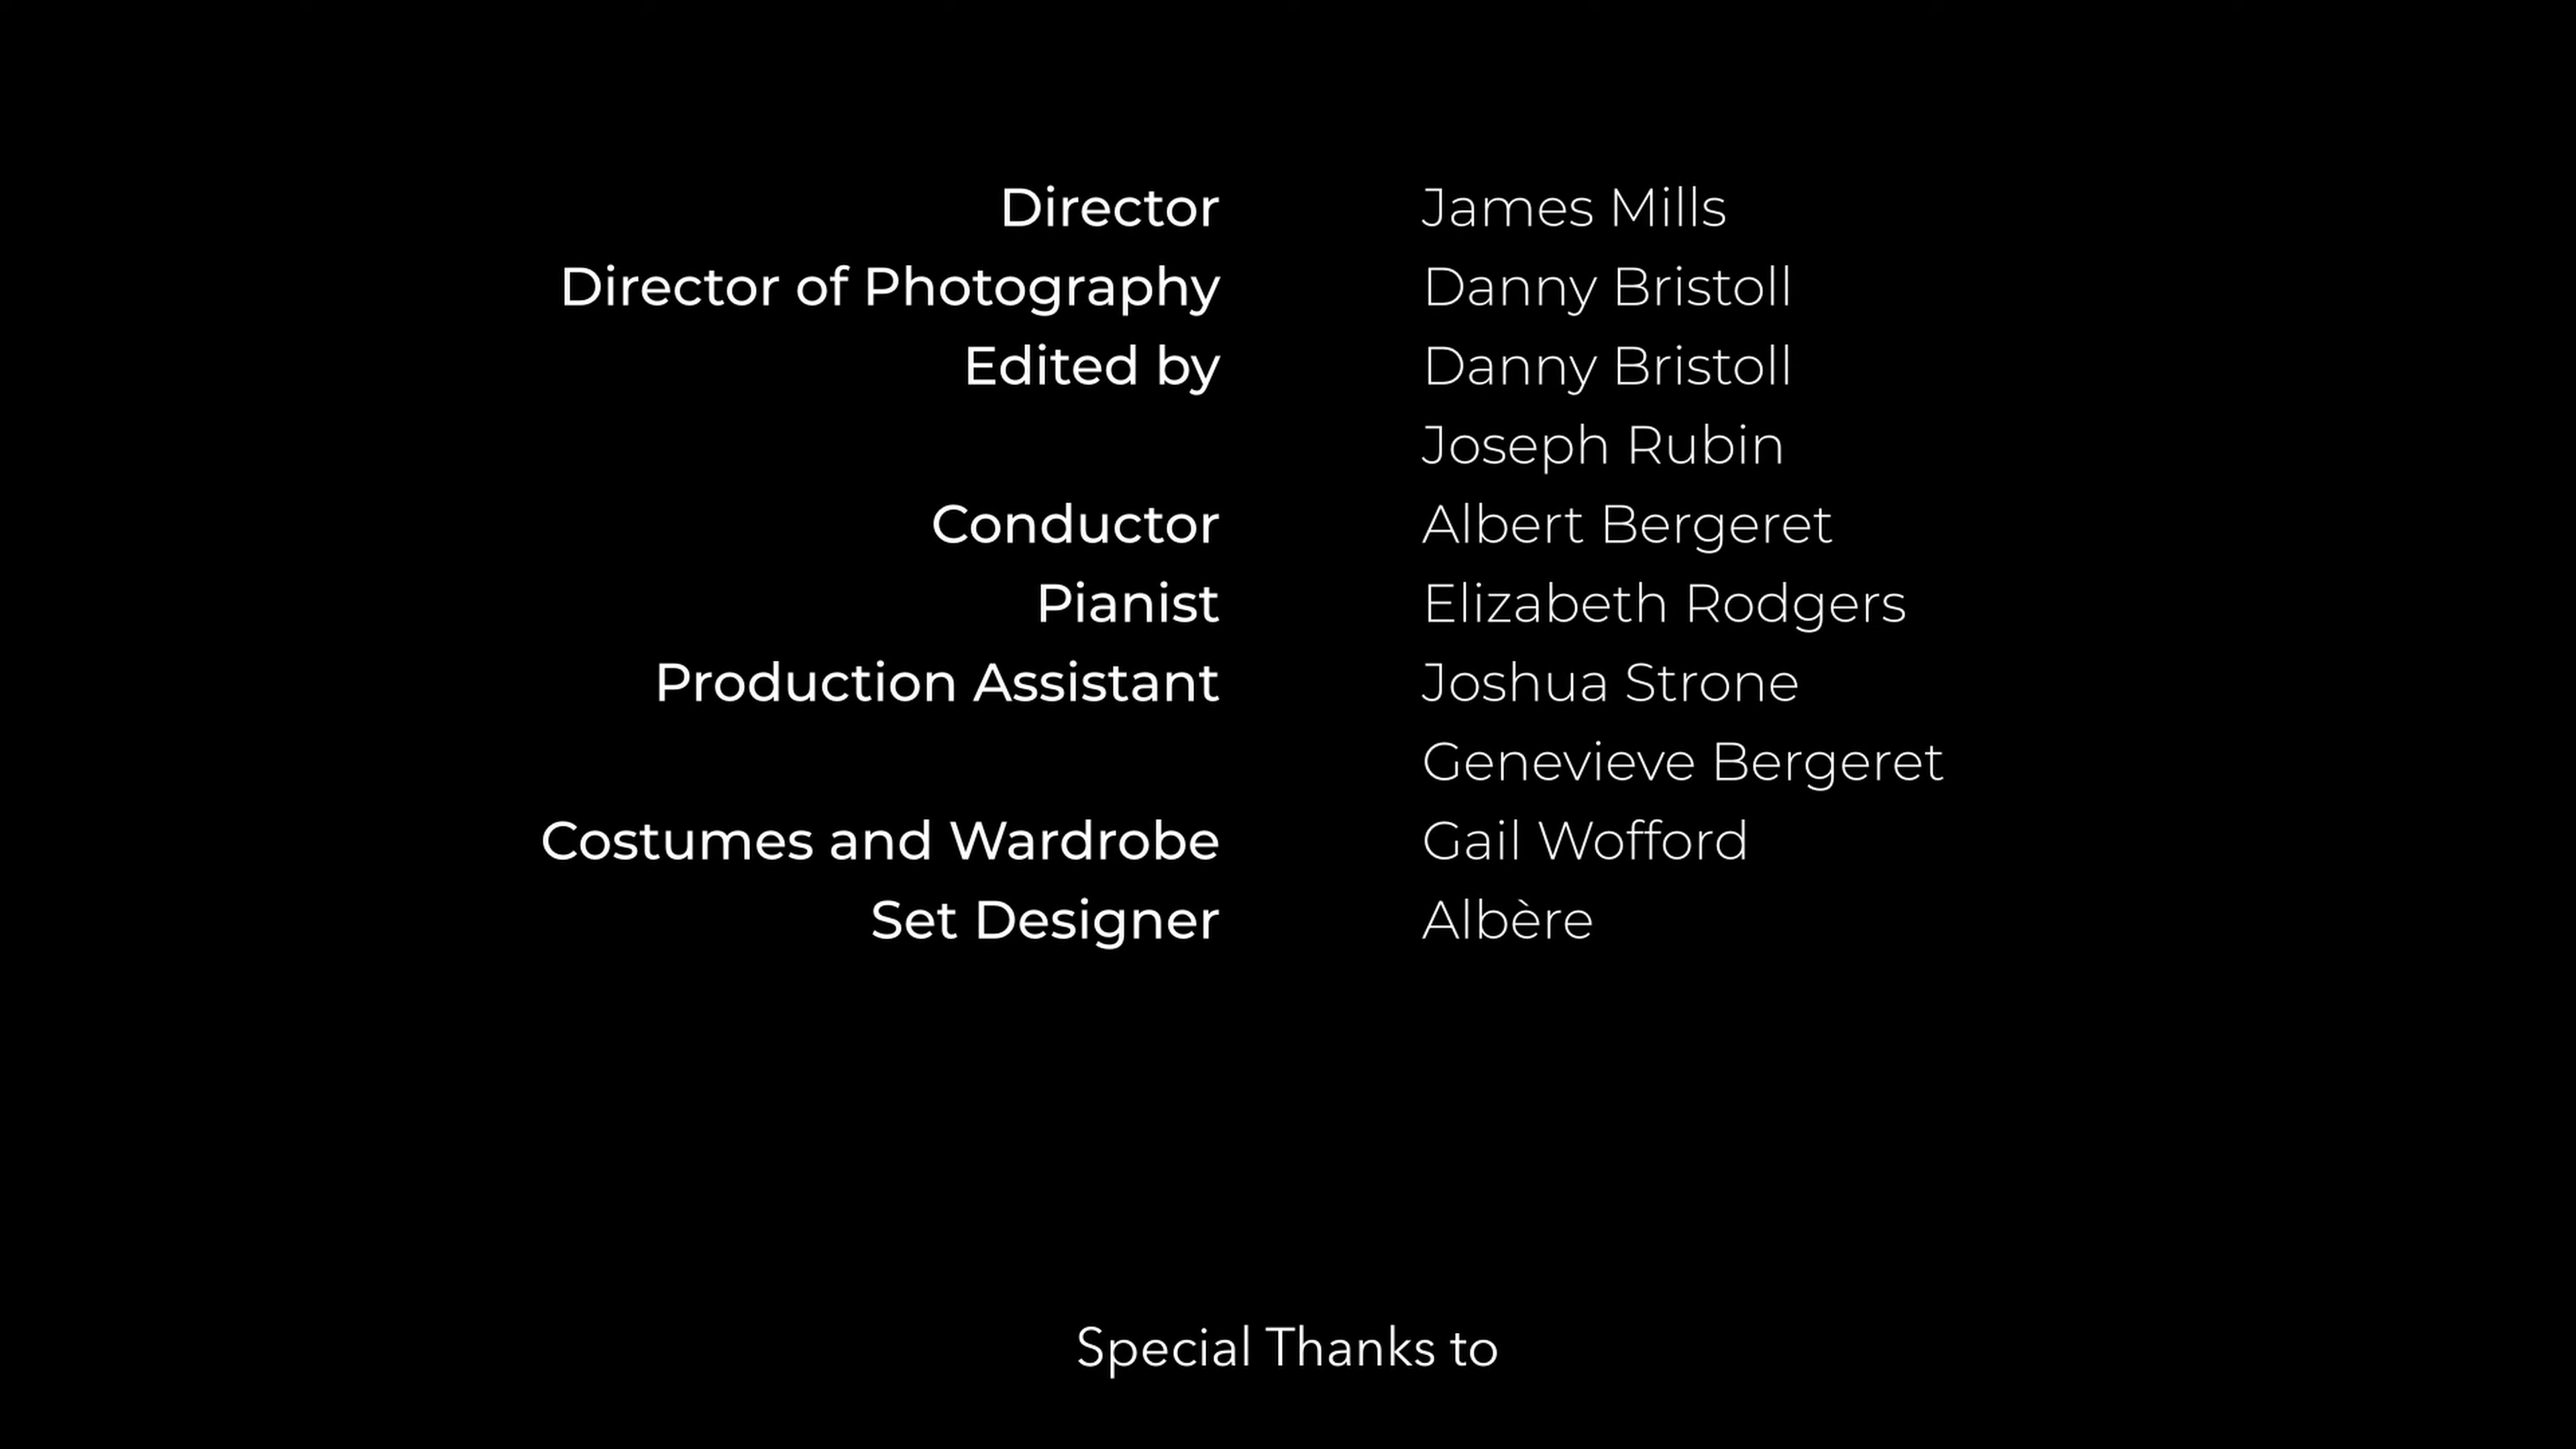 Director James Mills
Director of Photography Danny Bristoll
Edited by Danny Bristoll
Joseph Rubin
Conductor Albert Bergeret
Pianist Elizabeth Rodgers
Production Assistant Joshua Strone
Genevieve Bergeret
Costumes and Wardrobe Gail Wofford
Set Designer Albère
Special Thanks to